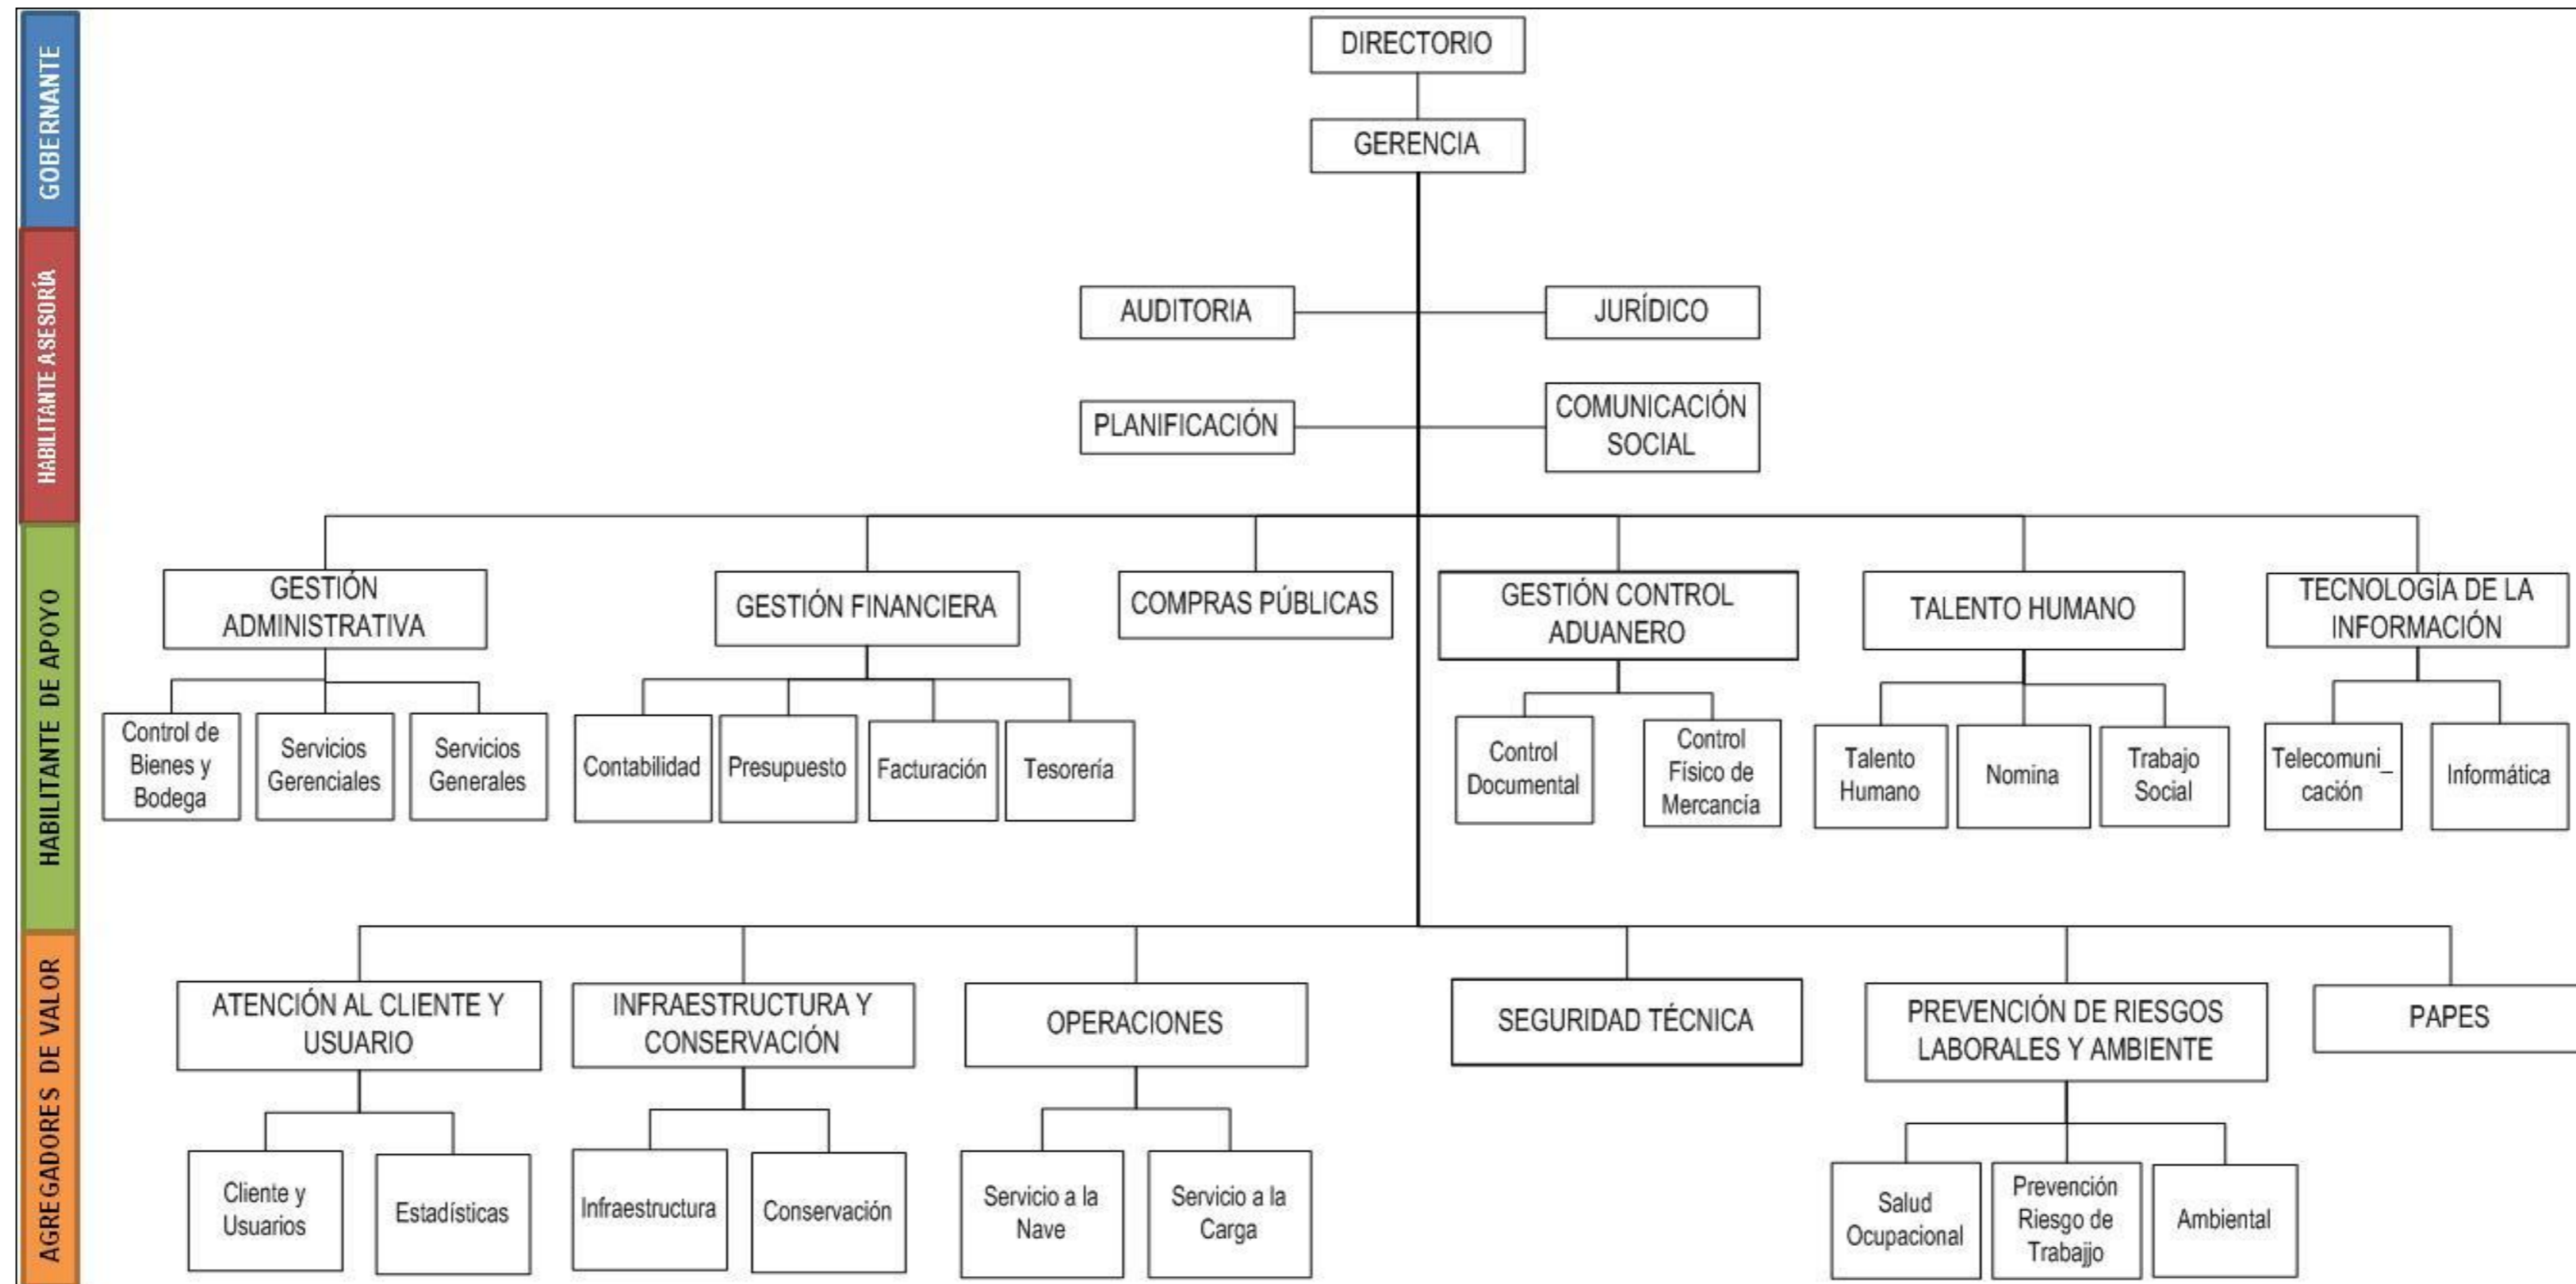 GOBERNANTE
DIRECTORIO
GERENCIA
HABILITANTE ASESORÍA
AUDITORIA
JURÍDICO
PLANIFICACIÓN
COMUNICACIÓN
SOCIAL
HABILITANTE DE APOYO
GESTIÓN
ADMINISTRATIVA
GESTIÓN FINANCIERA
COMPRAS PÚBLICAS
GESTIÓN CONTROL
ADUANERO
TALENTO HUMANO
TECNOLOGÍA DE LA
INFORMACIÓN
Control de
Bienes y
Bodega
Servicios
Gerenciales
Servicios
Generales
Contabilidad
Presupuesto
Facturación
Tesorería
Control
Documental
Control
Físico de
Mercancía
Talento
Humano
Nomina
Trabajo
Social
Telecomuni_
cación
Informática
AGREGADORES DE VALOR
ATENCIÓN AL CLIENTE Y
USUARIO
INFRAESTRUCTURA Y
CONSERVACIÓN
OPERACIONES
SEGURIDAD TÉCNICA
PREVENCIÓN DE RIESGOS
LABORALES Y AMBIENTE
PAPES
Cliente y
Usuarios
Estadísticas
Infraestructura
Conservación
Servicio a la
Nave
Servicio a la
Carga
Salud
Ocupacional
Prevención
Riesgo de
Trabajjo
Ambiental